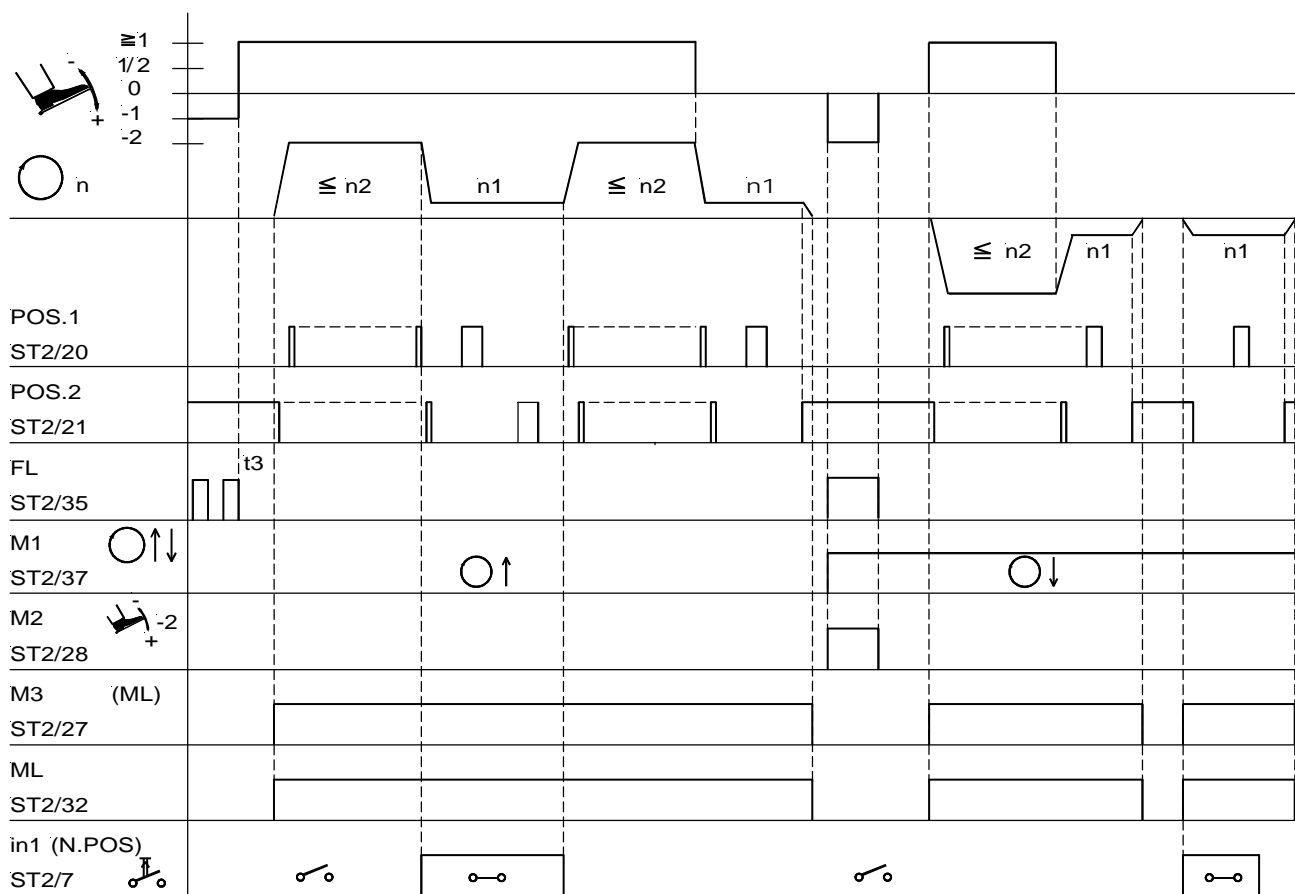 ≧1
1/2
0
-1
-2
-
+
n
≦ n2
n1
≦ n2
n1
≦ n2
n1
n1
POS.1
ST2/20
POS.2
ST2/21
FL
t3
ST2/35
M1
ST2/37
M2
-
-2
+
ST2/28
M3 (ML)
ST2/27
ML
ST2/32
in1 (N.POS)
ST2/7